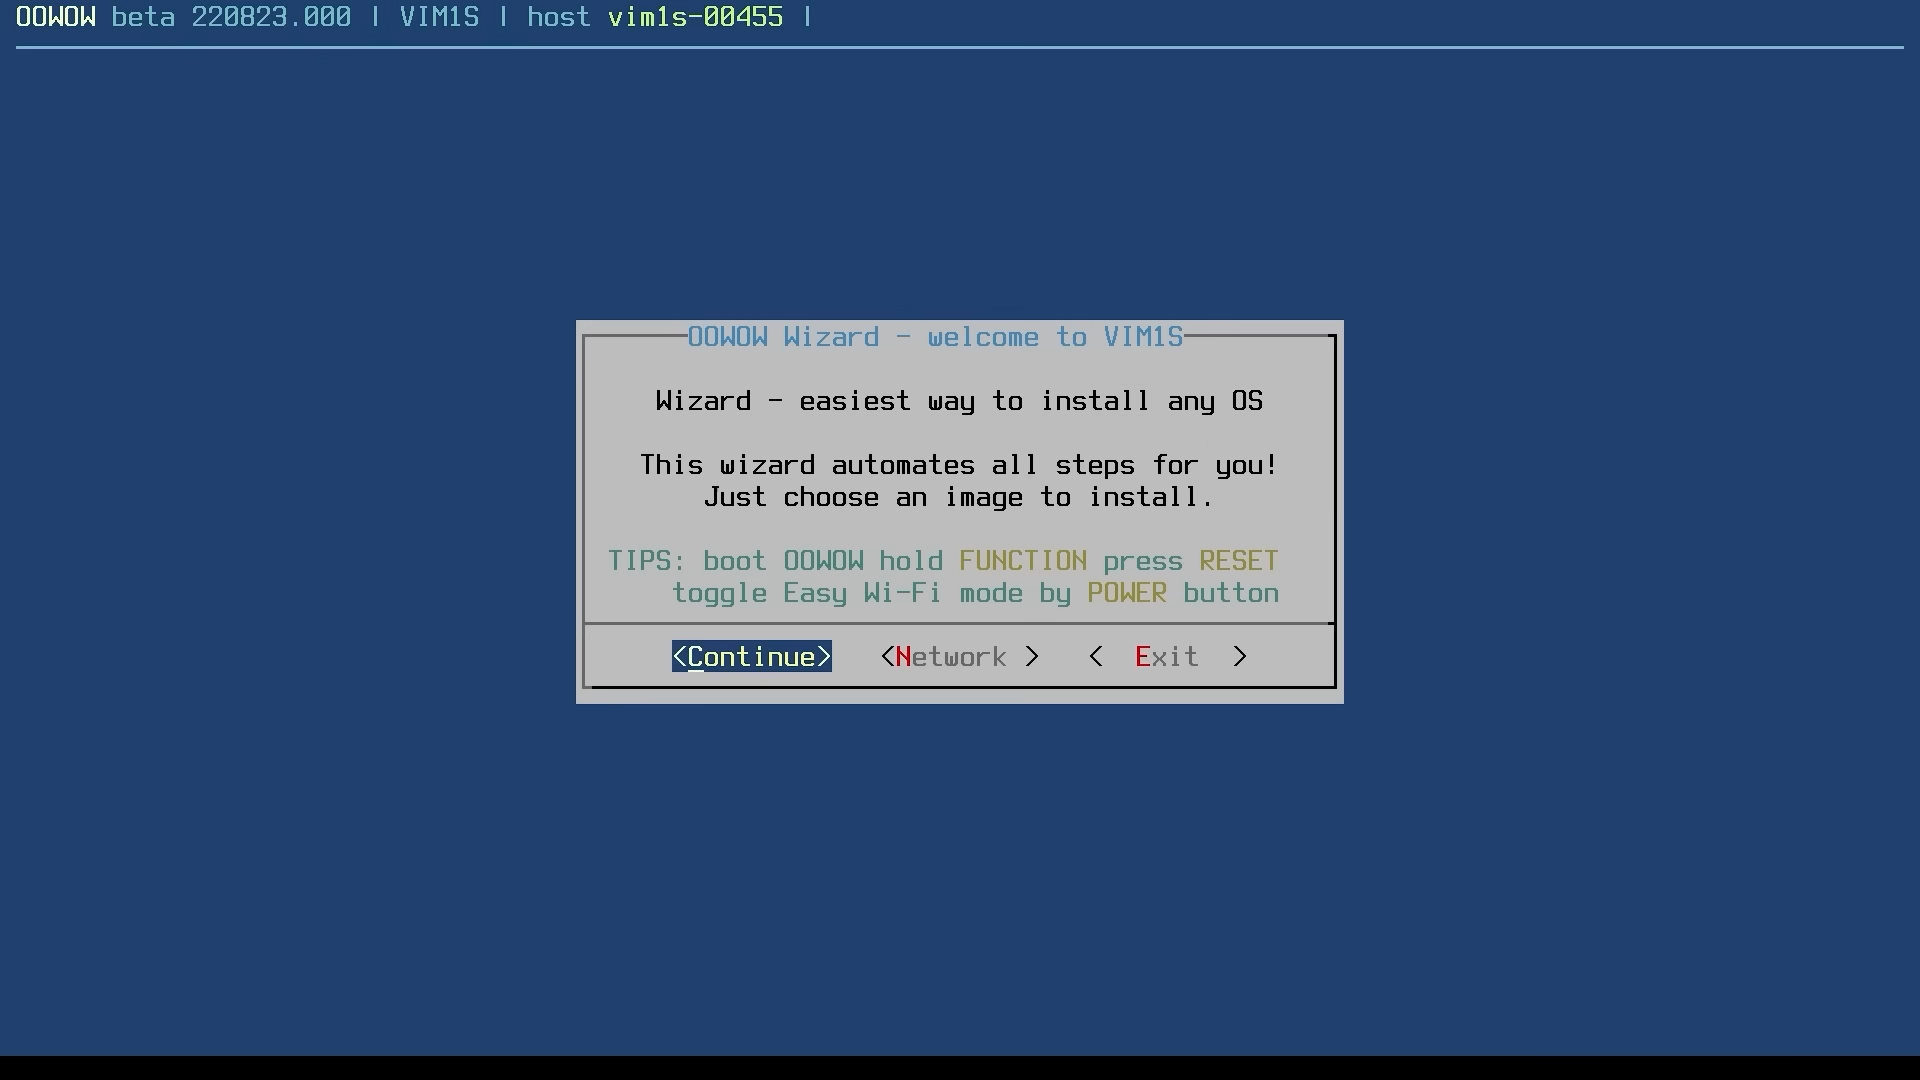 OOWOW beta 220823.000 | VIM1S | host vim1s-00455 |
OOWOW Wizard - welcome to VIM1S
Wizard - easiest way to install any OS
This wizard automates all steps for you!
Just choose an image to install.
TIPS: boot OOWOW hold FUNCTION press RESET
toggle Easy Wi-Fi mode by POWER button
<Continue> <Network > < Exit >